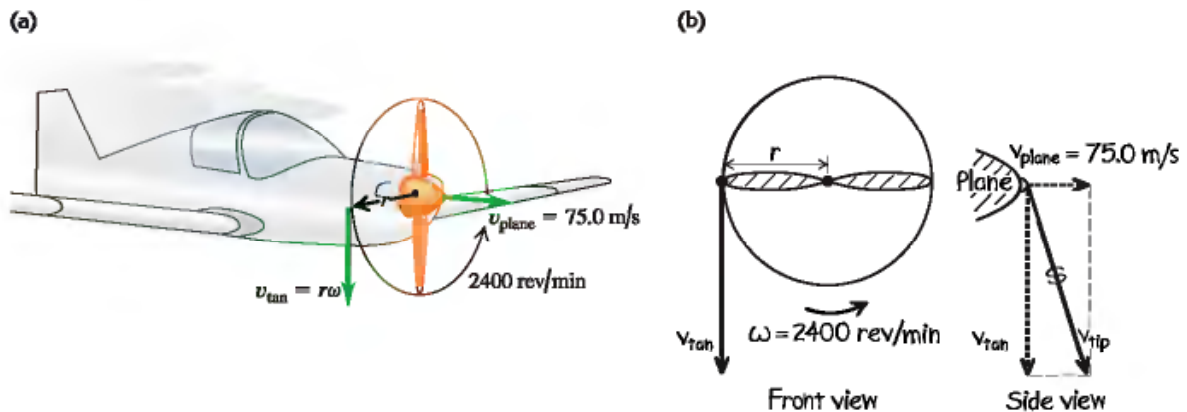 (a)
r
v_plane = 75.0 m/s
2400 rev/min
v_tan = rω
(b)
r
v_plane = 75.0 m/s
Plane
v_tan
ω = 2400 rev/min
v_tan
v_tip
Front view
Side view